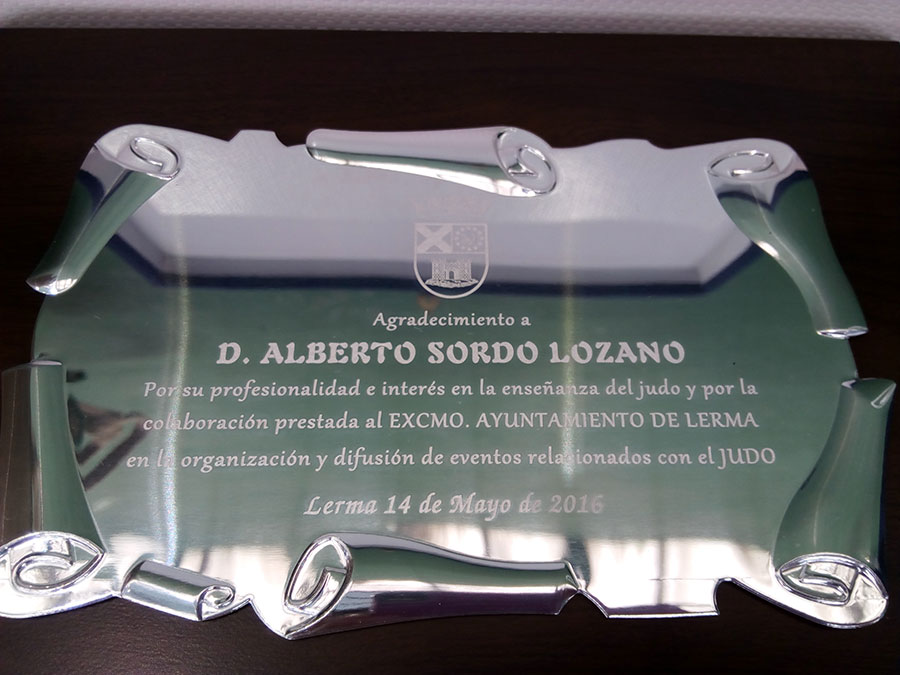 Agradecimiento a
D. ALBERTO SORDO LOZANO
Por su profesionalidad e interés en la enseñanza del judo y por la
colaboración prestada al EXCMO. AYUNTAMIENTO DE LERMA
en la organización y difusión de eventos relacionados con el JUDO
Lerma 14 de Mayo de 2016